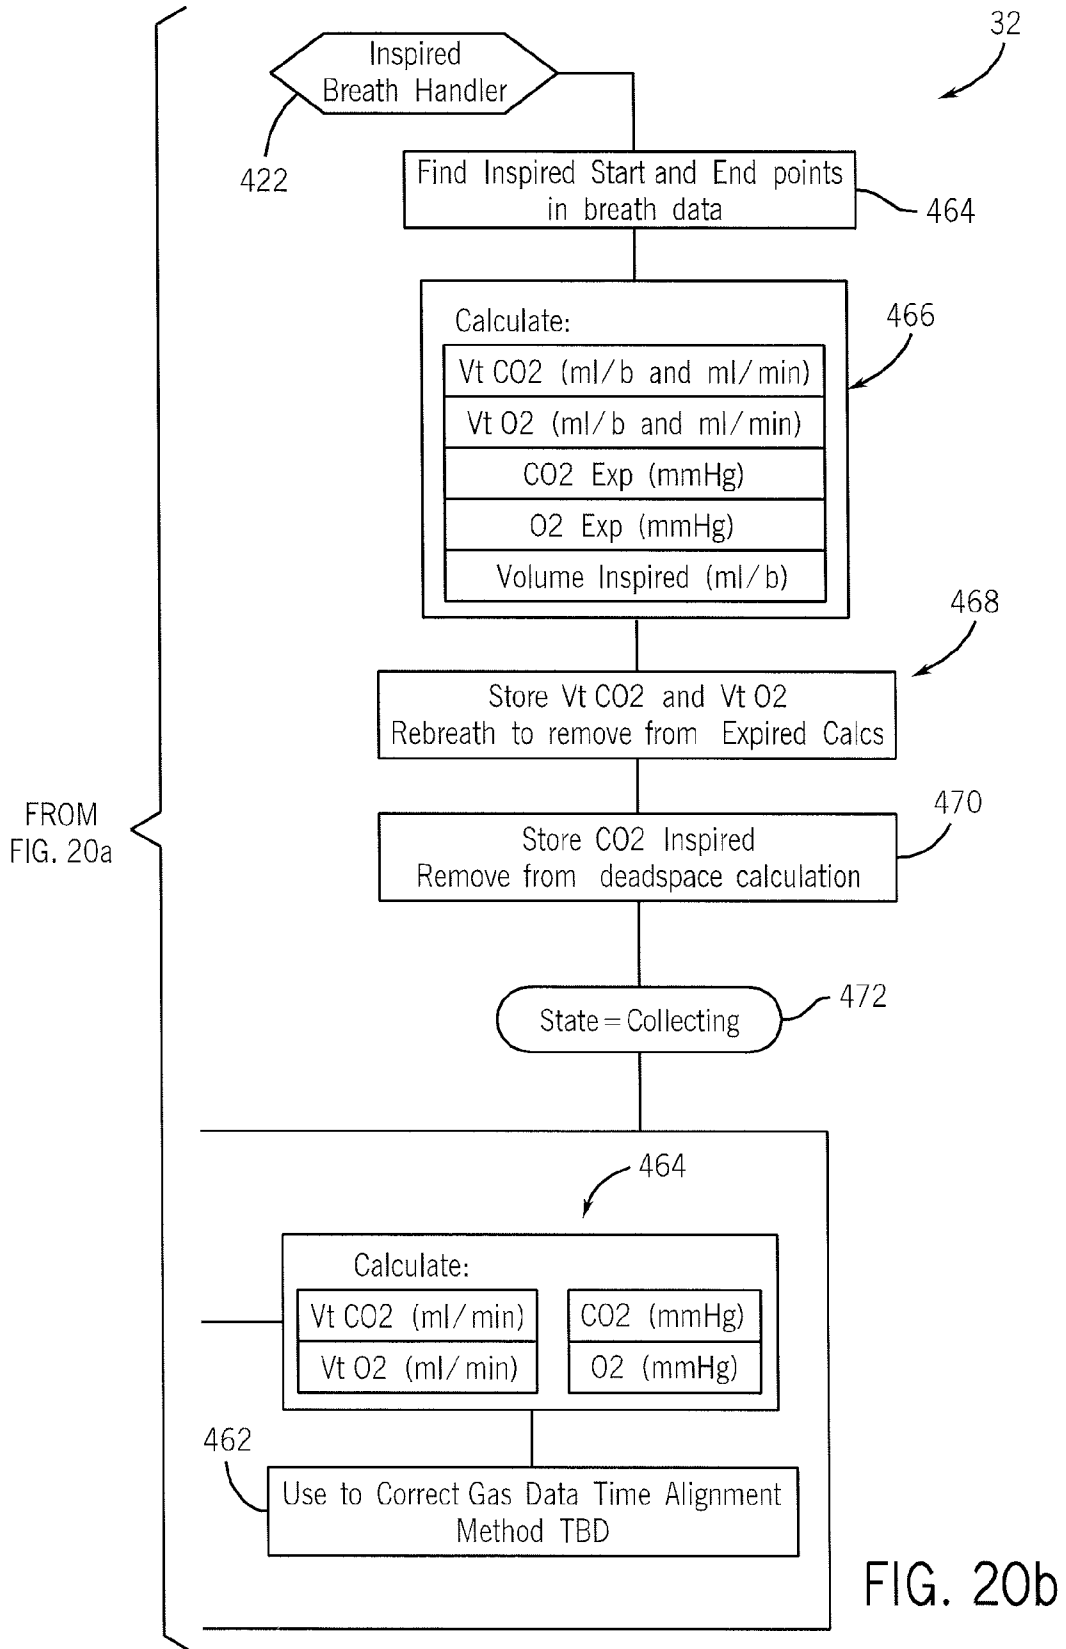 32
Inspired
Breath Handler
422
Find Inspired Start and End points
in breath data
464
Calculate:
466
Vt CO2 (ml/b and ml/min)
Vt O2 (ml/b and ml/min)
CO2 Exp (mmHg)
O2 Exp (mmHg)
Volume Inspired (ml/b)
468
Store Vt CO2 and Vt O2
Rebreath to remove from Expired Calcs
FROM
FIG. 20a
470
Store CO2 Inspired
Remove from deadspace calculation
State=Collecting
472
464
Calculate:
Vt CO2 (ml/min)
CO2 (mmHg)
Vt O2 (ml/min)
O2 (mmHg)
462
Use to Correct Gas Data Time Alignment
Method TBD
FIG. 20b